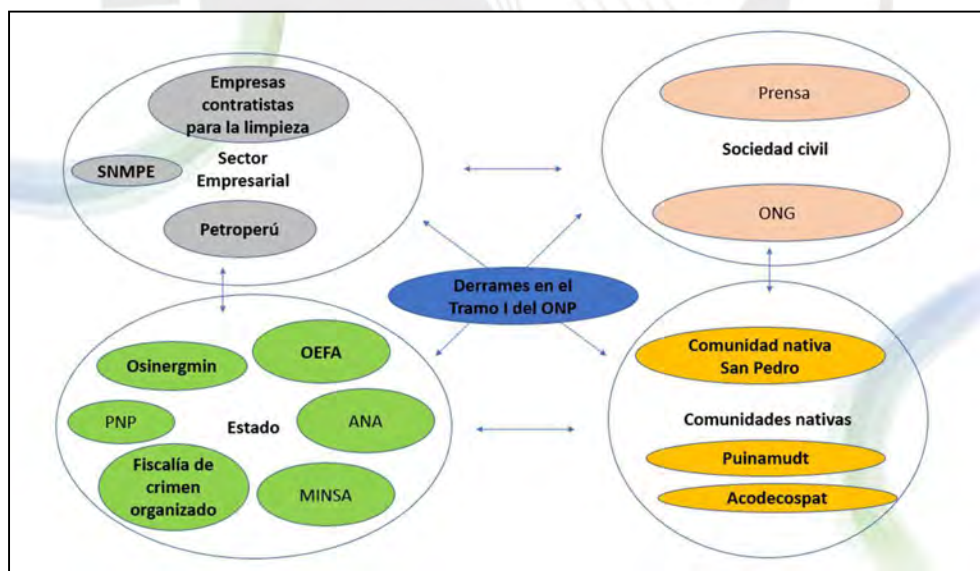 Empresas
contratistas
para la limpieza
SNMPE
Sector
Empresarial
Petroperú
Prensa
Sociedad civil
ONG
Derrames en el
Tramo I del ONP
Osinergmin
OEFA
PNP
Estado
ANA
Fiscalía de
crimen
organizado
MINSA
Comunidad nativa
San Pedro
Comunidades nativas
Puinamudt
Acodecospat